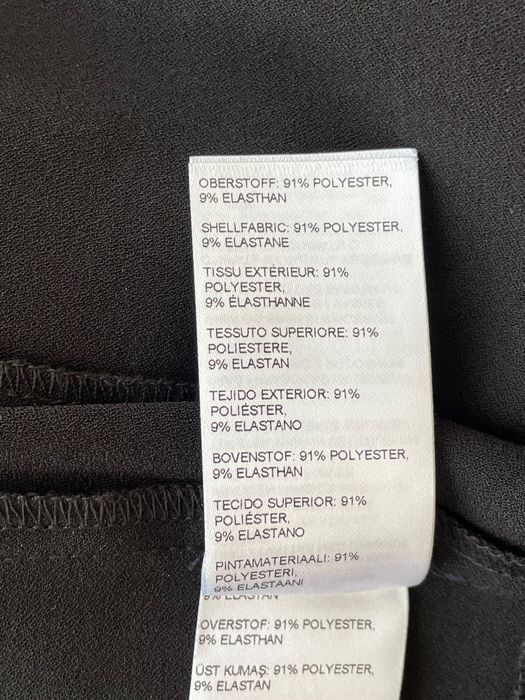 OBERSTOFF: 91% POLYESTER,
9% ELASTHAN
SHELLFABRIC: 91% POLYESTER,
9% ELASTANE
TISSU EXTÉRIEUR: 91%
POLYESTER,
9% ÉLASTHANNE
TESSUTO SUPERIORE: 91%
POLIESTERE,
9% ELASTAN
TEJIDO EXTERIOR: 91%
POLIÉSTER,
9% ELASTANO
BOVENSTOF: 91% POLYESTER,
9% ELASTHAN
TECIDO SUPERIOR: 91%
POLIÉSTER,
9% ELASTANO
PINTAMATERIAALI: 91%
POLYESTERI,
9% ELASTAANI
OVERSTOF: 91% POLYESTER,
9% ELASTHAN
ÜST KUMAŞ: 91% POLYESTER,
9% ELASTAN